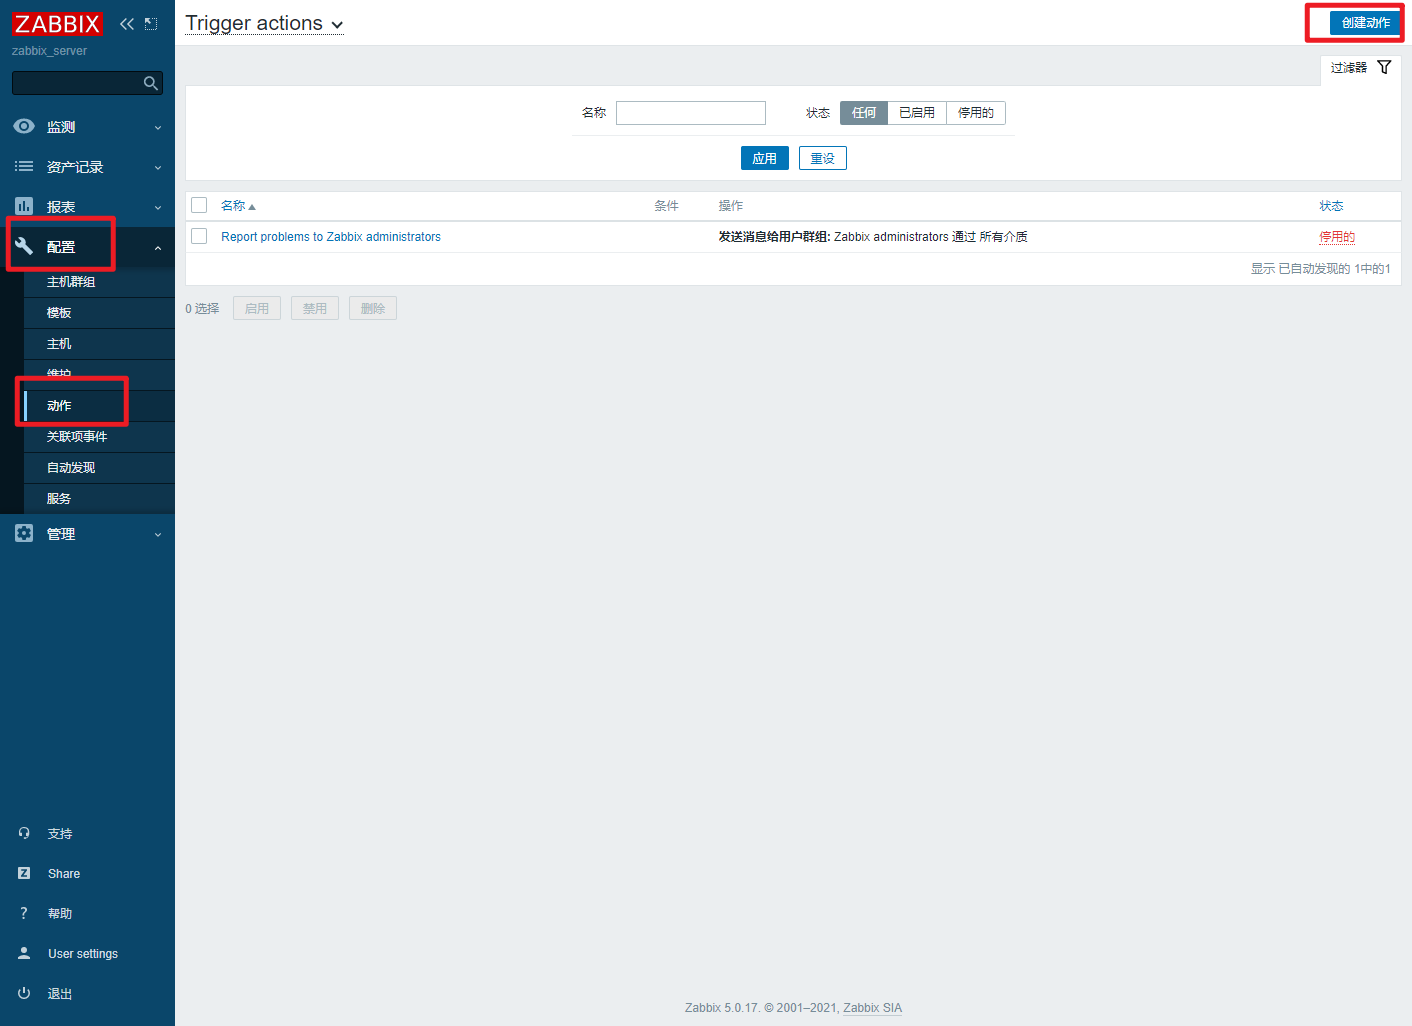 ZABBIX
zabbix_server
监测
资产记录
报表
配置
主机群组
模板
主机
维护
动作
关联项事件
自动发现
服务
管理
支持
Share
帮助
User settings
退出
Trigger actions
创建动作
过滤器
名称 状态 任何 已启用 停用的
应用 重设
名称 条件 操作 状态
Report problems to Zabbix administrators 发送消息给用户群组: Zabbix administrators 通过 所有介质 停用的
显示 已自动发现的 1中的1
0 选择 启用 禁用 删除
Zabbix 5.0.17. © 2001–2021, Zabbix SIA